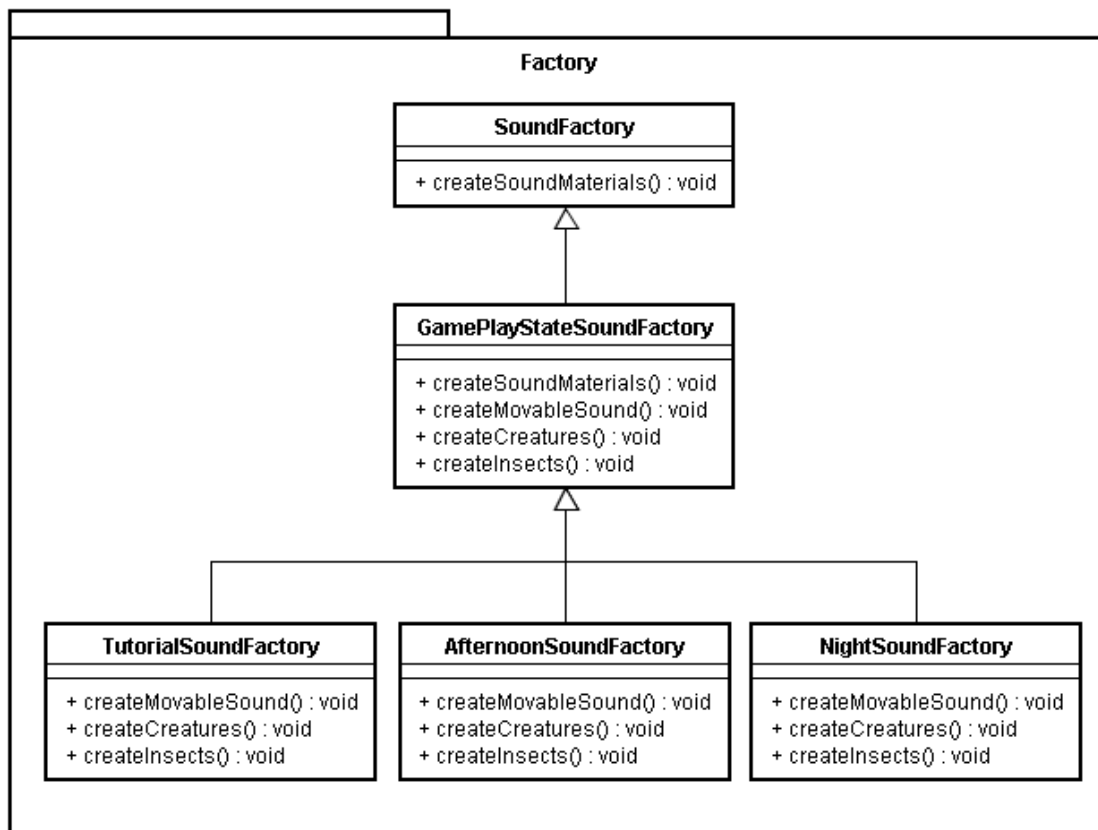 Factory
SoundFactory
+ createSoundMaterials() : void
GamePlayStateSoundFactory
+ createSoundMaterials() : void
+ createMovableSound() : void
+ createCreatures() : void
+ createInsects() : void
TutorialSoundFactory
+ createMovableSound() : void
+ createCreatures() : void
+ createInsects() : void
AfternoonSoundFactory
+ createMovableSound() : void
+ createCreatures() : void
+ createInsects() : void
NightSoundFactory
+ createMovableSound() : void
+ createCreatures() : void
+ createInsects() : void